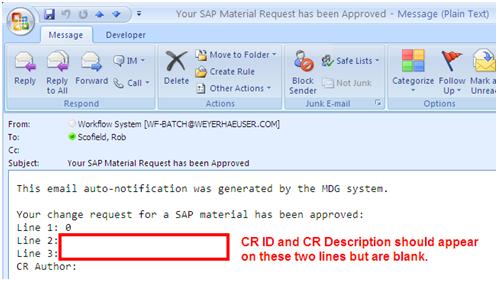 Your SAP Material Request has been Approved - Message (Plain Text)
Message
Developer
Reply
Reply to All
Forward
IM
Call
Respond
Delete
Move to Folder
Create Rule
Other Actions
Actions
Block Sender
Safe Lists
Not Junk
Junk E-mail
Categorize
Follow Up
Mark a
Unrea
Options
From: Workflow System [WF-BATCH@WEYERHAEUSER.COM]
To: Scofield, Rob
Cc:
Subject: Your SAP Material Request has been Approved
This email auto-notification was generated by the MDG system.
Your change request for a SAP material has been approved:
Line 1: 0
Line 2:
Line 3:
CR Author:
CR ID and CR Description should appear
on these two lines but are blank.